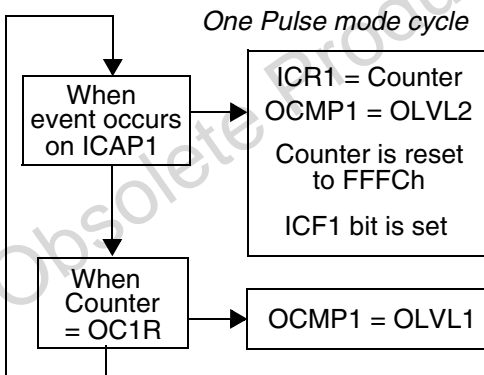 One Pulse mode cycle
When
event occurs
on ICAP1
ICR1 = Counter
OCMP1 = OLVL2
Counter is reset
to FFFCh
ICF1 bit is set
When
Counter
= OC1R
OCMP1 = OLVL1
Obsolete Produ